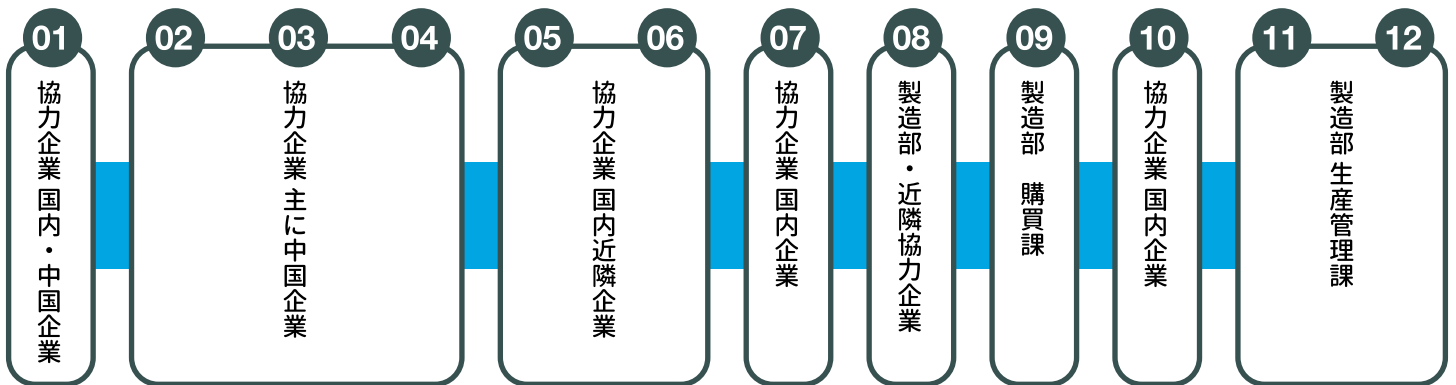 01
02
03
04
05
06
07
08
09
10
11
12
協力企業 国内・中国企業
協力企業 主に中国企業
協力企業 国内近隣企業
協力企業 国内企業
製造部・近隣協力企業
製造部 購買課
協力企業 国内企業
製造部 生産管理課